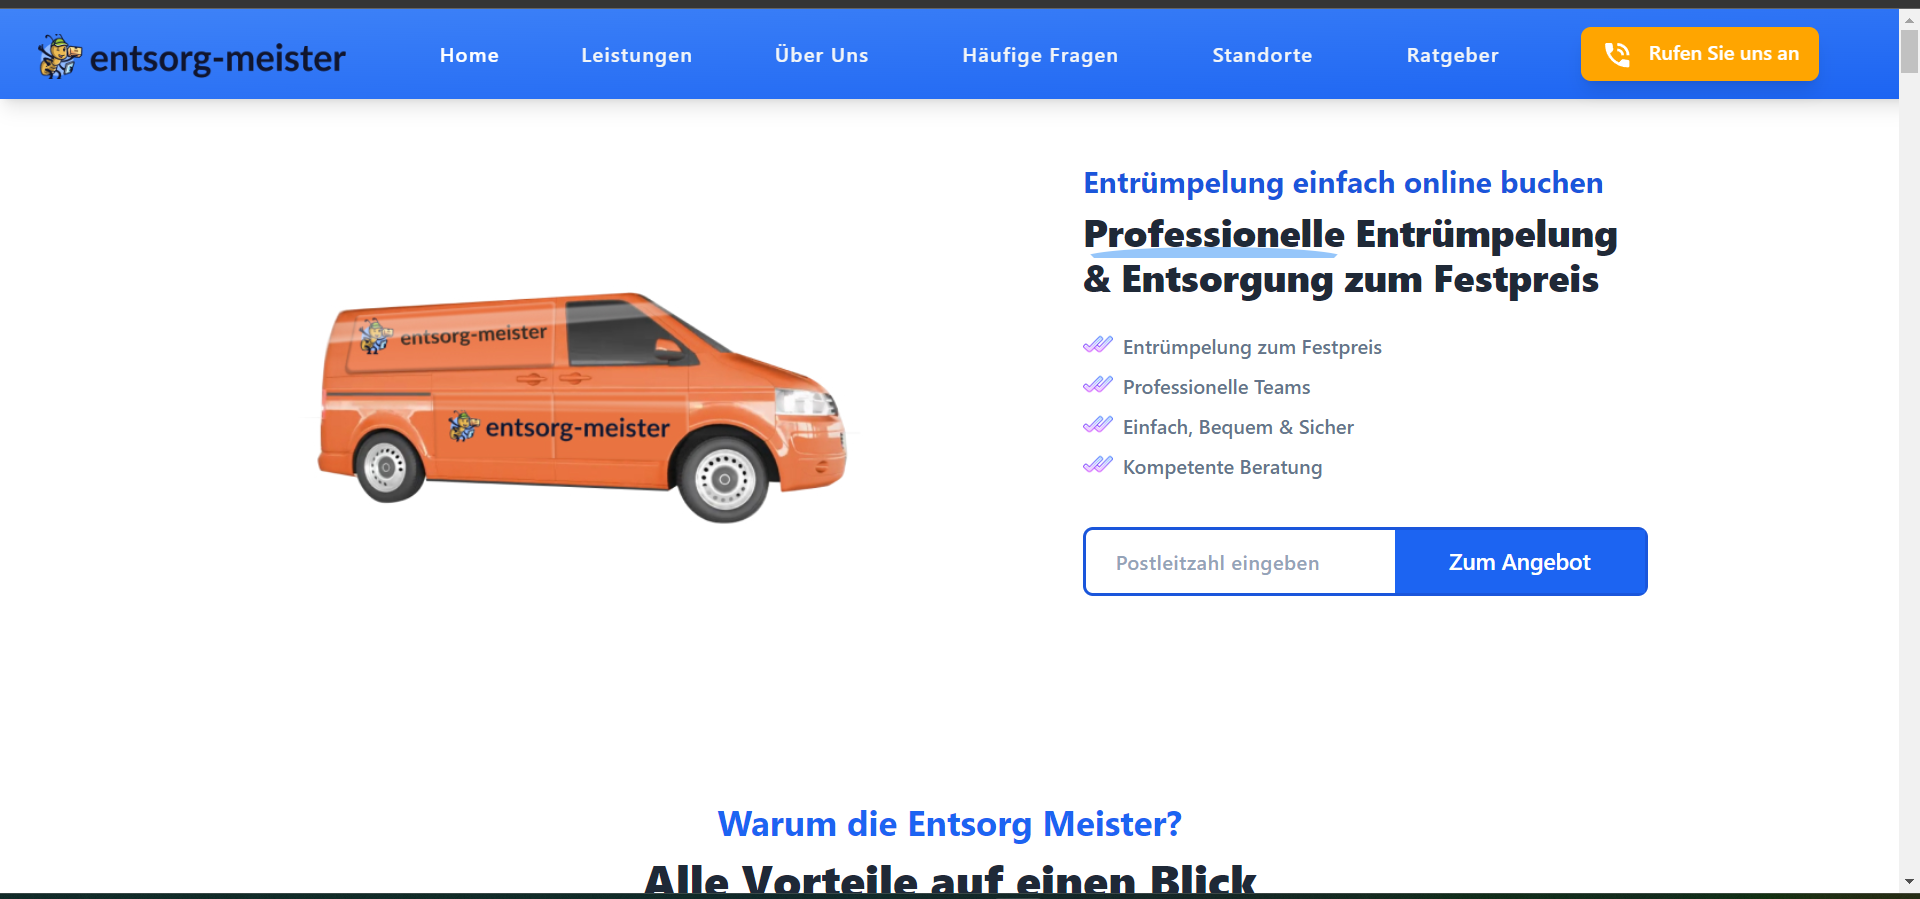 entsorg-meister
Home
Leistungen
Über Uns
Häufige Fragen
Standorte
Ratgeber
Rufen Sie uns an
entsorg-meister
entsorg-meister
Entrümpelung einfach online buchen
Professionelle Entrümpelung
& Entsorgung zum Festpreis
Entrümpelung zum Festpreis
Professionelle Teams
Einfach, Bequem & Sicher
Kompetente Beratung
Postleitzahl eingeben
Zum Angebot
Warum die Entsorg Meister?
Alle Vorteile auf einen Blick